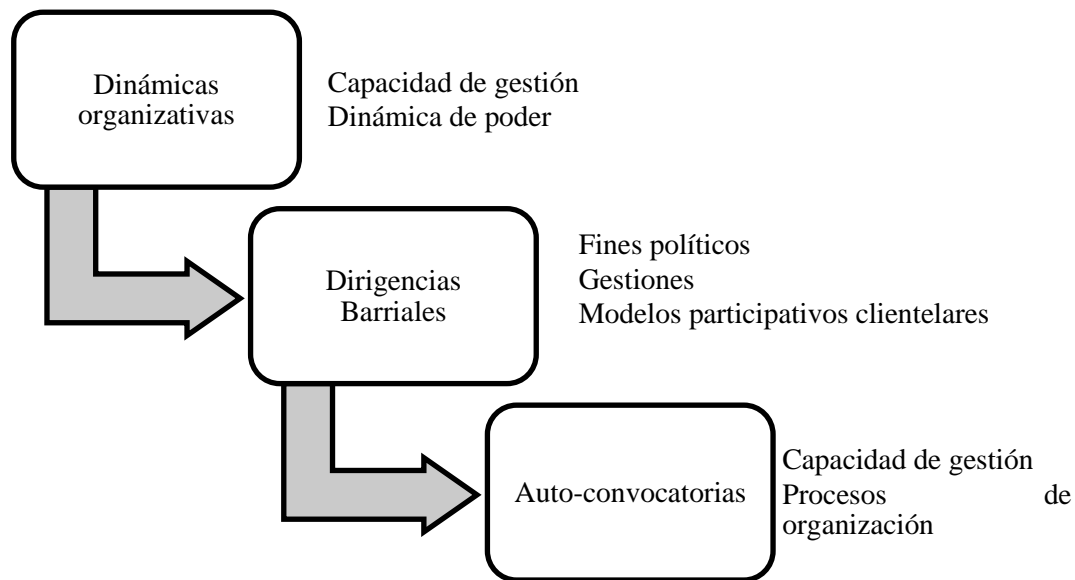 Dinámicas
organizativas
Capacidad de gestión
Dinámica de poder
Dirigencias
Barriales
Fines políticos
Gestiones
Modelos participativos clientelares
Auto-convocatorias
Capacidad de gestión
Procesos de
organización